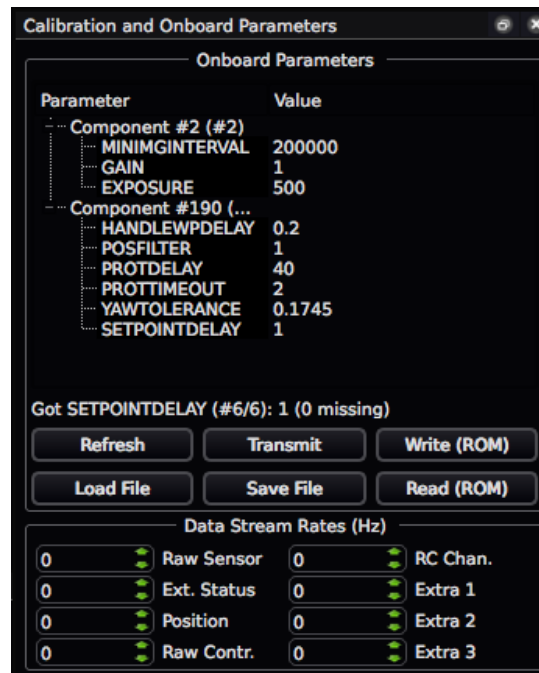 Calibration and Onboard Parameters
Onboard Parameters
Parameter Value
Component #2 (#2)
MINIMGINTERVAL 200000
GAIN 1
EXPOSURE 500
Component #190 (...
HANDLEWPDELAY 0.2
POSFILTER 1
PROTDELAY 40
PROTTIMEOUT 2
YAWTOLERANCE 0.1745
SETPOINTDELAY 1
Got SETPOINTDELAY (#6/6): 1 (0 missing)
Refresh Transmit Write (ROM)
Load File Save File Read (ROM)
Data Stream Rates (Hz)
0 Raw Sensor 0 RC Chan.
0 Ext. Status 0 Extra 1
0 Position 0 Extra 2
0 Raw Contr. 0 Extra 3